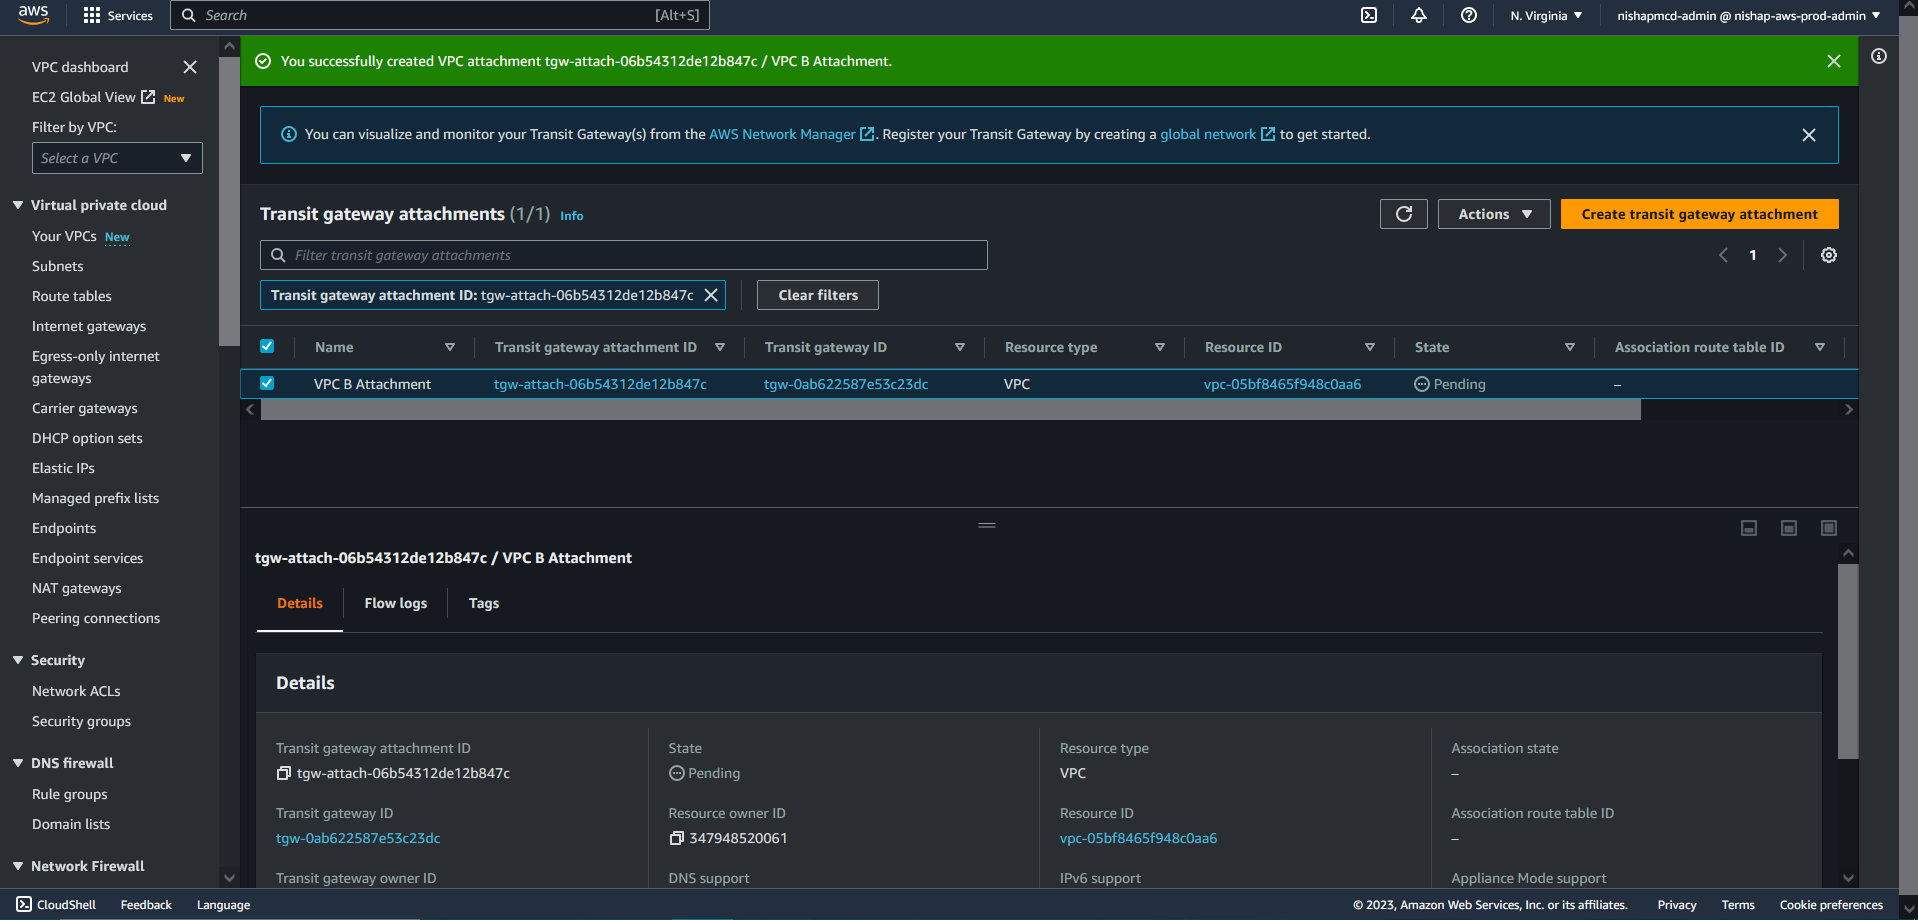 aws Services Search [Alt+S] N. Virginia nishapmcd-admin @ nishap-aws-prod-admin
VPC dashboard
EC2 Global View New
Filter by VPC:
Select a VPC
Virtual private cloud
Your VPCs New
Subnets
Route tables
Internet gateways
Egress-only internet
gateways
Carrier gateways
DHCP option sets
Elastic IPs
Managed prefix lists
Endpoints
Endpoint services
NAT gateways
Peering connections
Security
Network ACLs
Security groups
DNS firewall
Rule groups
Domain lists
Network Firewall
You successfully created VPC attachment tgw-attach-06b54312de12b847c / VPC B Attachment.
You can visualize and monitor your Transit Gateway(s) from the AWS Network Manager. Register your Transit Gateway by creating a global network to get started.
Transit gateway attachments (1/1) Info Actions Create transit gateway attachment
Filter transit gateway attachments 1
Transit gateway attachment ID: tgw-attach-06b54312de12b847c Clear filters
Name Transit gateway attachment ID Transit gateway ID Resource type Resource ID State Association route table ID
VPC B Attachment tgw-attach-06b54312de12b847c tgw-0ab622587e53c23dc VPC vpc-05bf8465f948c0aa6 Pending –
tgw-attach-06b54312de12b847c / VPC B Attachment
Details Flow logs Tags
Details
Transit gateway attachment ID State Resource type Association state
tgw-attach-06b54312de12b847c Pending VPC –
Transit gateway ID Resource owner ID Resource ID Association route table ID
tgw-0ab622587e53c23dc 347948520061 vpc-05bf8465f948c0aa6 –
Transit gateway owner ID DNS support IPv6 support Appliance Mode support
CloudShell Feedback Language © 2023, Amazon Web Services, Inc. or its affiliates. Privacy Terms Cookie preferences